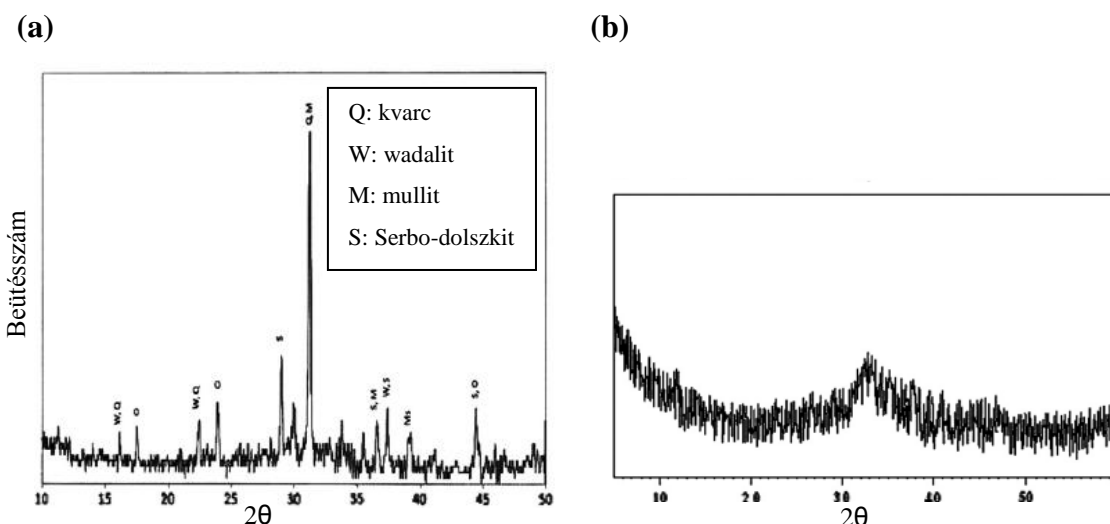 (a)
(b)
Q: kvarc
W: wadalit
M: mullit
S: Serbo-dolszkit
Beütésszám
W, Q
O
W, Q
O
S
Q, M
S, M
W, S
Ms
S, O
10 15 20 25 30 35 40 45 50
2θ
10 20 30 40 50
2θ